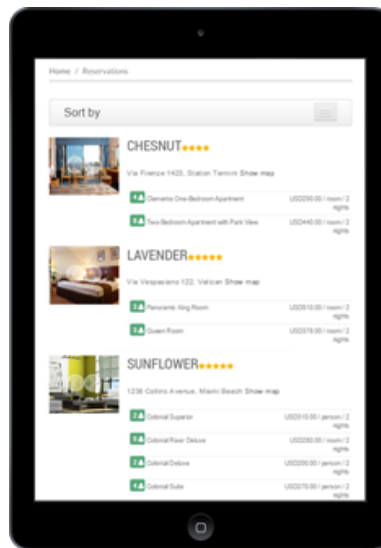 Home / Reservations
Sort by
CHESNUT
Via Firenze 1423, Station Termini Show map
4 Clemente One-Bedroom Apartment USD250.00 / room / 2 nights
Two-Bedroom Apartment with Park View USD440.00 / room / 2 nights
LAVENDER
Via Vespasiano 122, Vatican Show map
Panoramic King Room USD510.00 / room / 2 nights
Queen Room USD378.00 / room / 2 nights
SUNFLOWER
1238 Collins Avenue, Miami Beach Show map
Colonial Superior USD310.00 / person / 2 nights
Colonial River Deluxe USD280.00 / room / 2 nights
Colonial Deluxe USD200.00 / person / 2 nights
4 Colonial Suite USD270.00 / person / 2 nights